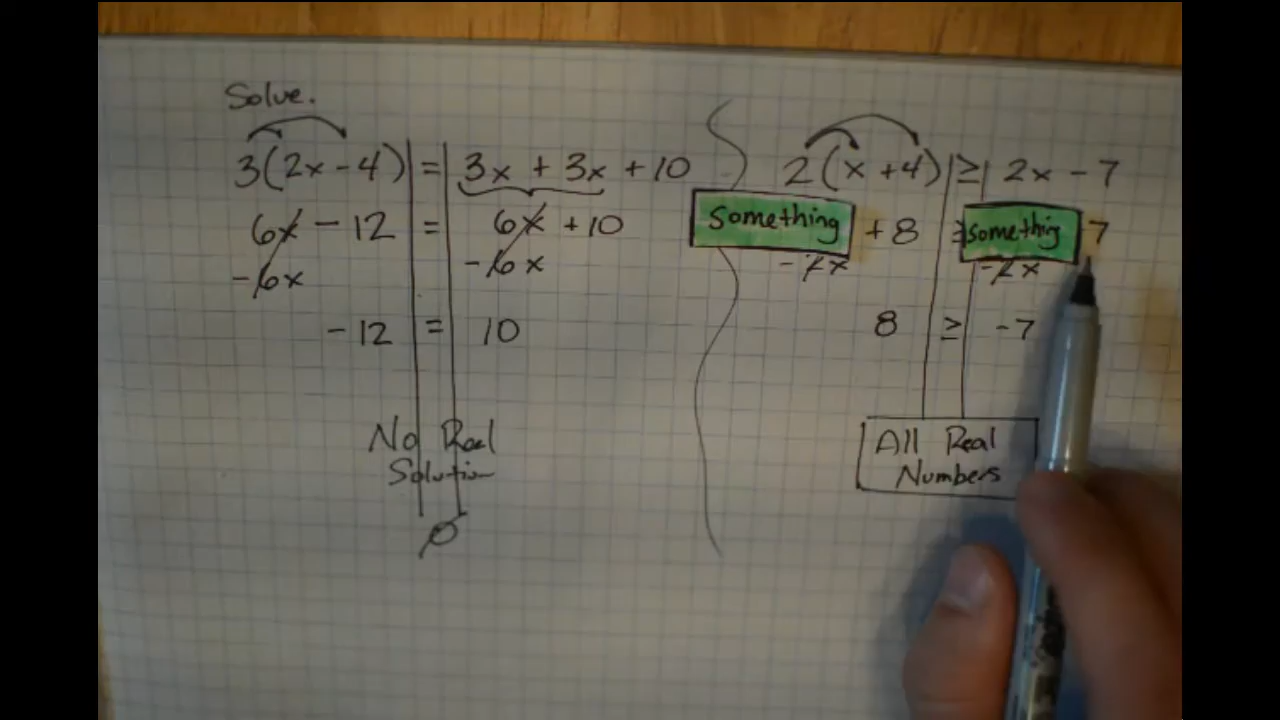 Solve.
3(2x - 4) = 3x + 3x + 10
6x - 12 = 6x + 10
-6x -6x
-12 = 10
No Real
Solution
Ø
2(x + 4) ≥ 2x - 7
Something + 8 ≥ Something 7
-2x -2x
8 ≥ -7
All Real
Numbers